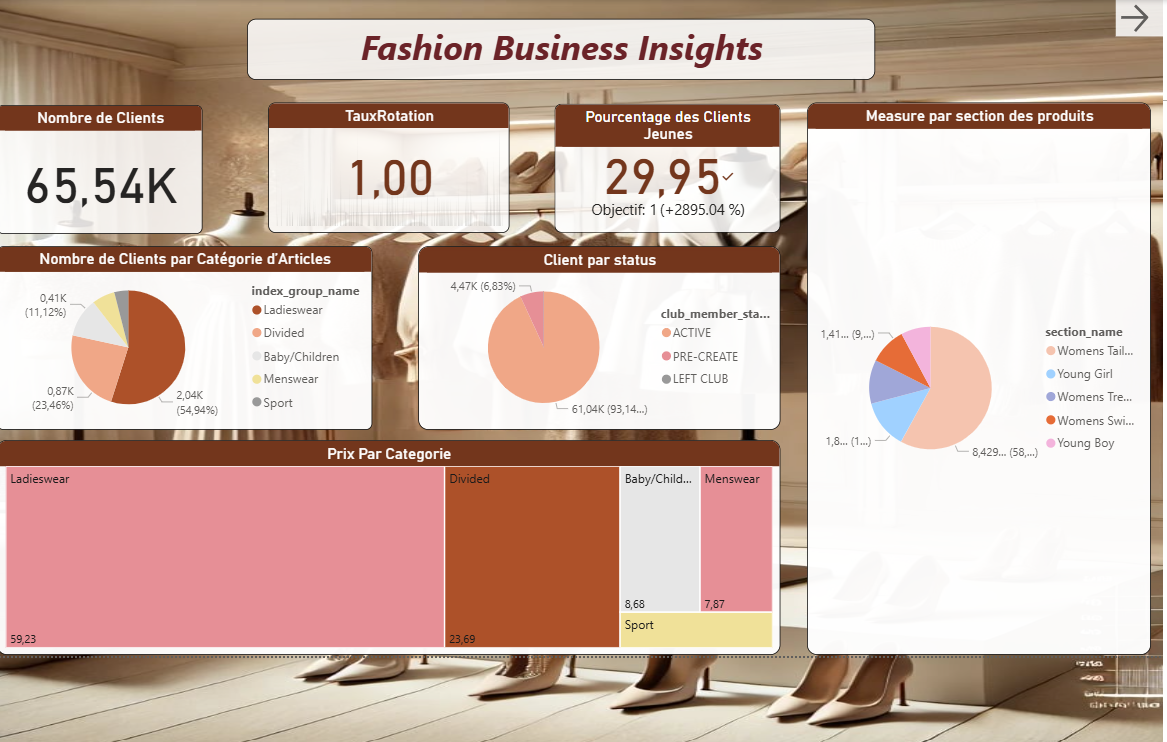 Fashion Business Insights
Nombre de Clients
65,54K
TauxRotation
1,00
Pourcentage des Clients
Jeunes
29,95
Objectif: 1 (+2895.04 %)
Measure par section des produits
1,41... (9,...)
1,8... (1...)
8,429... (58,...)
section_name
Womens Tail...
Young Girl
Womens Tre...
Womens Swi...
Young Boy
Nombre de Clients par Catégorie d'Articles
0,41K
(11,12%)
0,87K
(23,46%)
2,04K
(54,94%)
index_group_name
Ladieswear
Divided
Baby/Children
Menswear
Sport
Client par status
4,47K (6,83%)
61,04K (93,14...)
club_member_sta...
ACTIVE
PRE-CREATE
LEFT CLUB
Prix Par Categorie
Ladieswear
59,23
Divided
23,69
Baby/Child...
8,68
Menswear
7,87
Sport